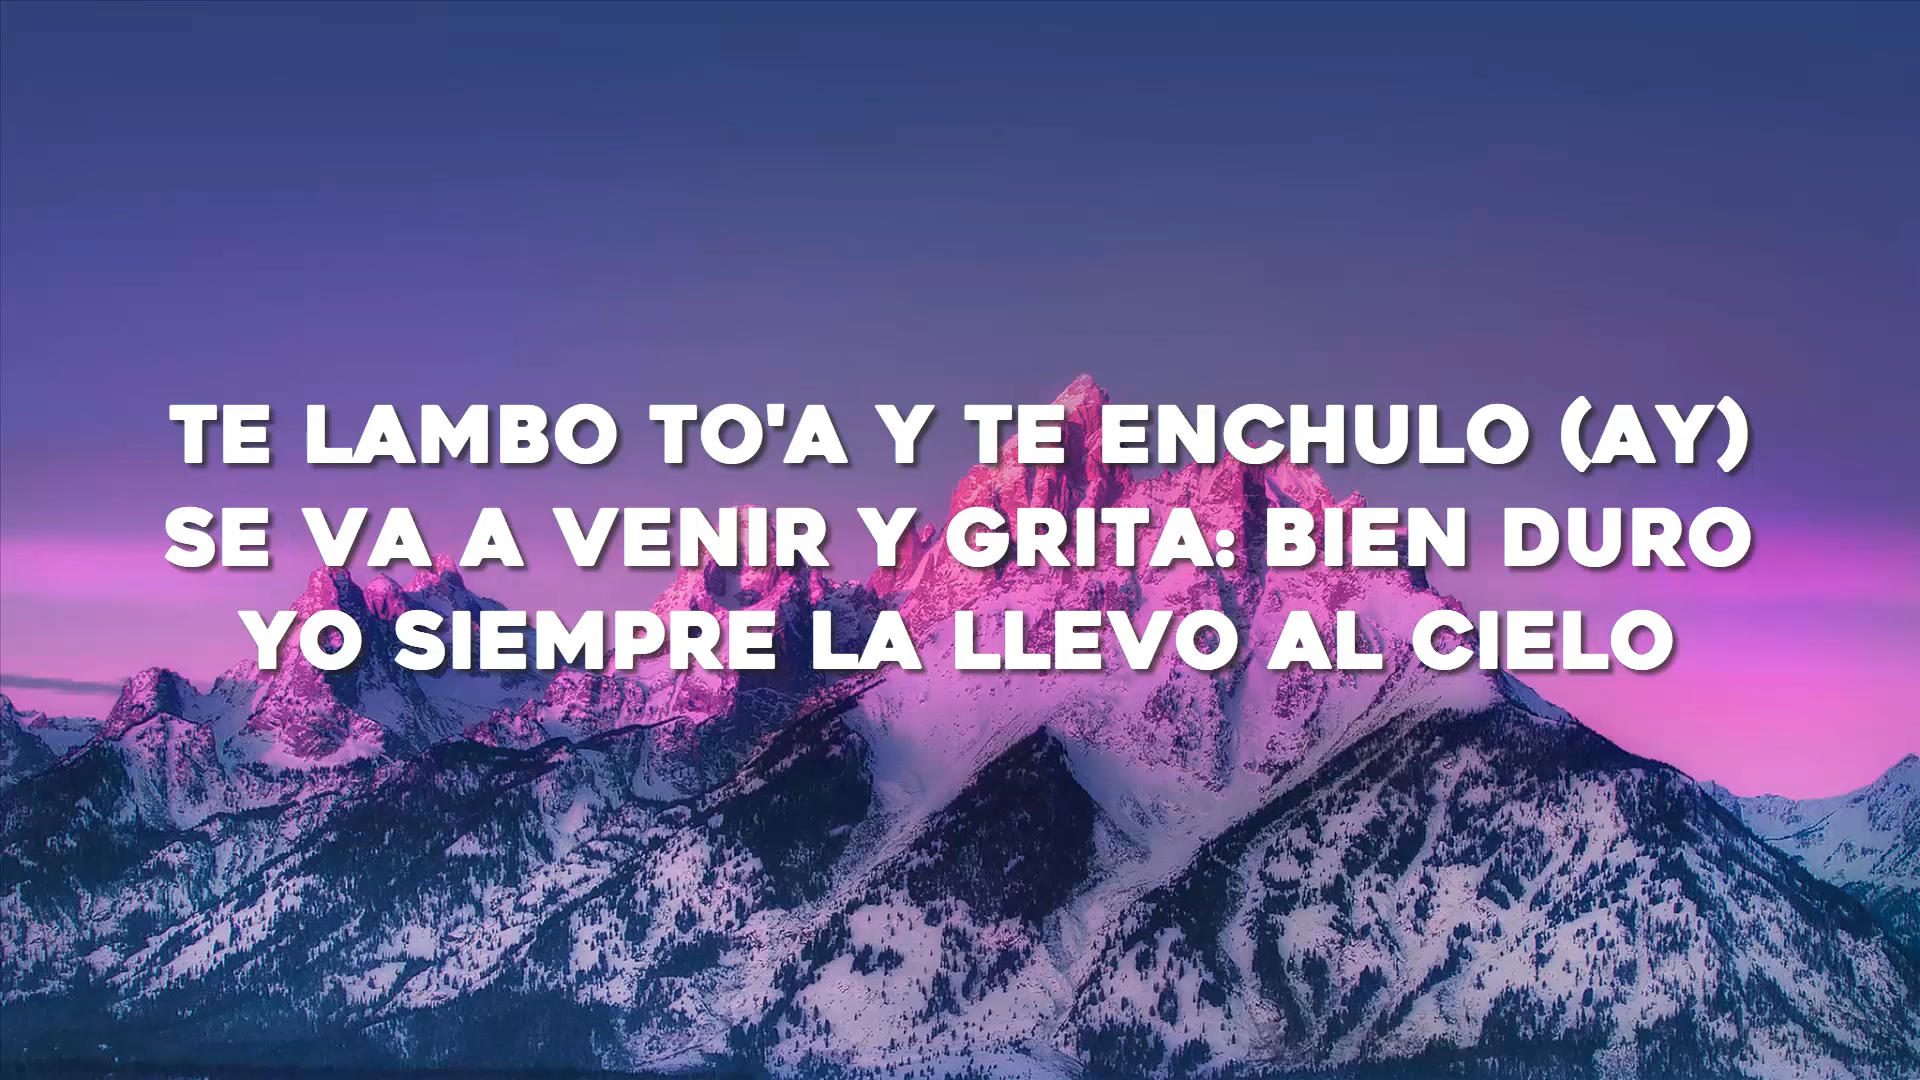 TE LAMBO TO'A Y TE ENCHULO (AY)
SE VA A VENIR Y GRITA: BIEN DURO
YO SIEMPRE LA LLEVO AL CIELO